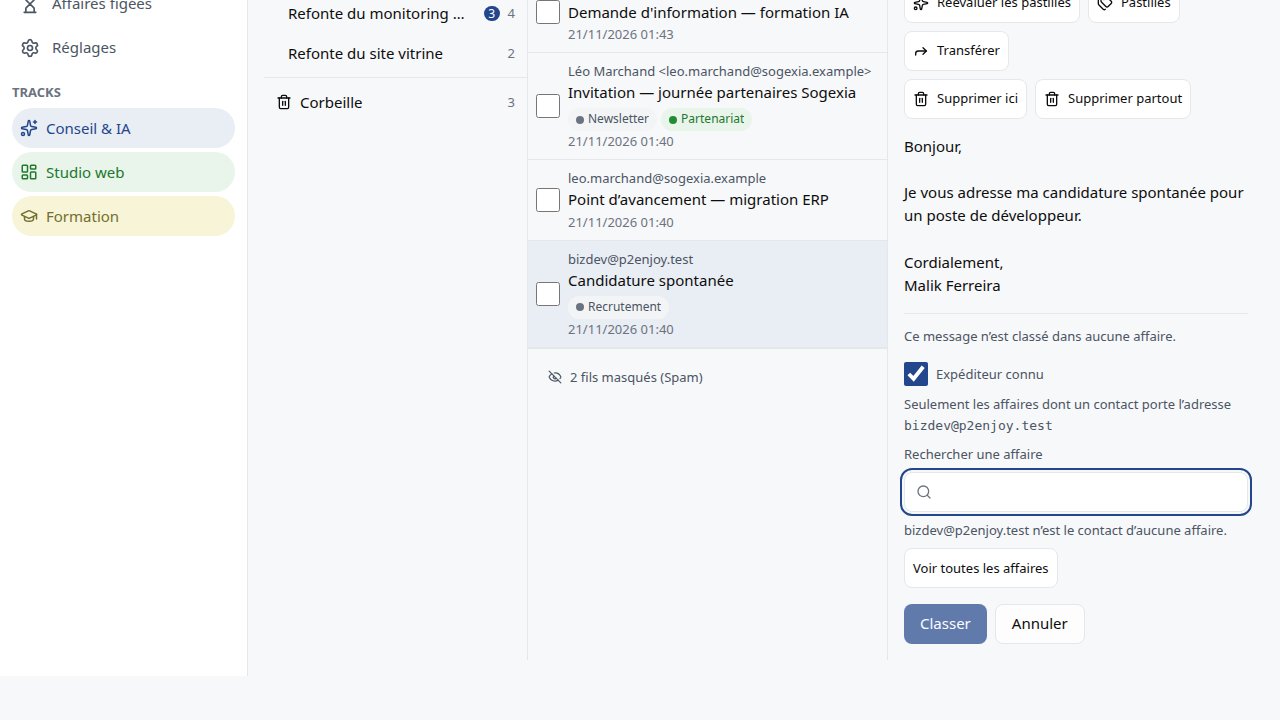 Affaires figées
Réglages
TRACKS
Conseil & IA
Studio web
Formation
Refonte du monitoring ... 3 4
Refonte du site vitrine 2
Corbeille 3
Demande d'information — formation IA
21/11/2026 01:43
Léo Marchand <leo.marchand@sogexia.example>
Invitation — journée partenaires Sogexia
Newsletter Partenariat
21/11/2026 01:40
leo.marchand@sogexia.example
Point d’avancement — migration ERP
21/11/2026 01:40
bizdev@p2enjoy.test
Candidature spontanée
Recrutement
21/11/2026 01:40
2 fils masqués (Spam)
Réévaluer les pastilles Pastilles
Transférer
Supprimer ici Supprimer partout
Bonjour,
Je vous adresse ma candidature spontanée pour
un poste de développeur.
Cordialement,
Malik Ferreira
Ce message n’est classé dans aucune affaire.
Expéditeur connu
Seulement les affaires dont un contact porte l’adresse
bizdev@p2enjoy.test
Rechercher une affaire
bizdev@p2enjoy.test n’est le contact d’aucune affaire.
Voir toutes les affaires
Classer Annuler